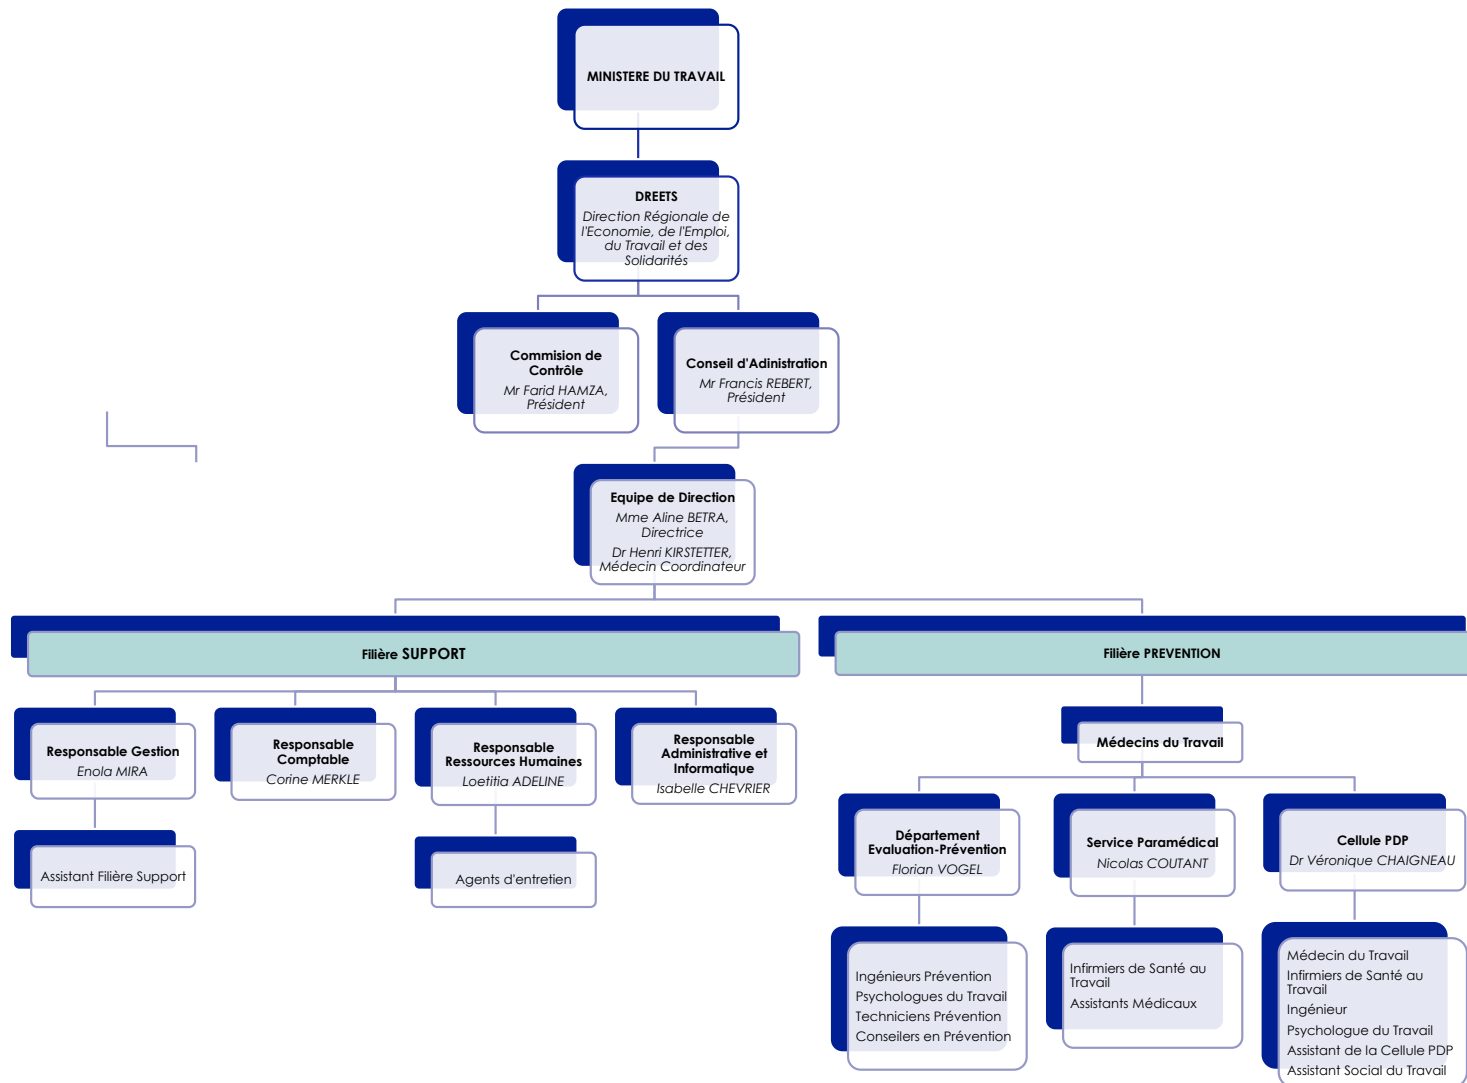 MINISTERE DU TRAVAIL
DREETS
Direction Régionale de
l'Economie, de l'Emploi,
du Travail et des
Solidarités
Commision de
Contrôle
Mr Farid HAMZA,
Président
Conseil d'Adinistration
Mr Francis REBERT,
Président
Equipe de Direction
Mme Aline BETRA,
Directrice
Dr Henri KIRSTETTER,
Médecin Coordinateur
Filière SUPPORT
Filière PREVENTION
Responsable Gestion
Enola MIRA
Responsable
Comptable
Corine MERKLE
Responsable
Ressources Humaines
Loetitia ADELINE
Responsable
Administrative et
Informatique
Isabelle CHEVRIER
Médecins du Travail
Assistant Filière Support
Agents d'entretien
Département
Evaluation-Prévention
Florian VOGEL
Service Paramédical
Nicolas COUTANT
Cellule PDP
Dr Véronique CHAIGNEAU
Ingénieurs Prévention
Psychologues du Travail
Techniciens Prévention
Conseilers en Prévention
Infirmiers de Santé au
Travail
Assistants Médicaux
Médecin du Travail
Infirmiers de Santé au
Travail
Ingénieur
Psychologue du Travail
Assistant de la Cellule PDP
Assistant Social du Travail